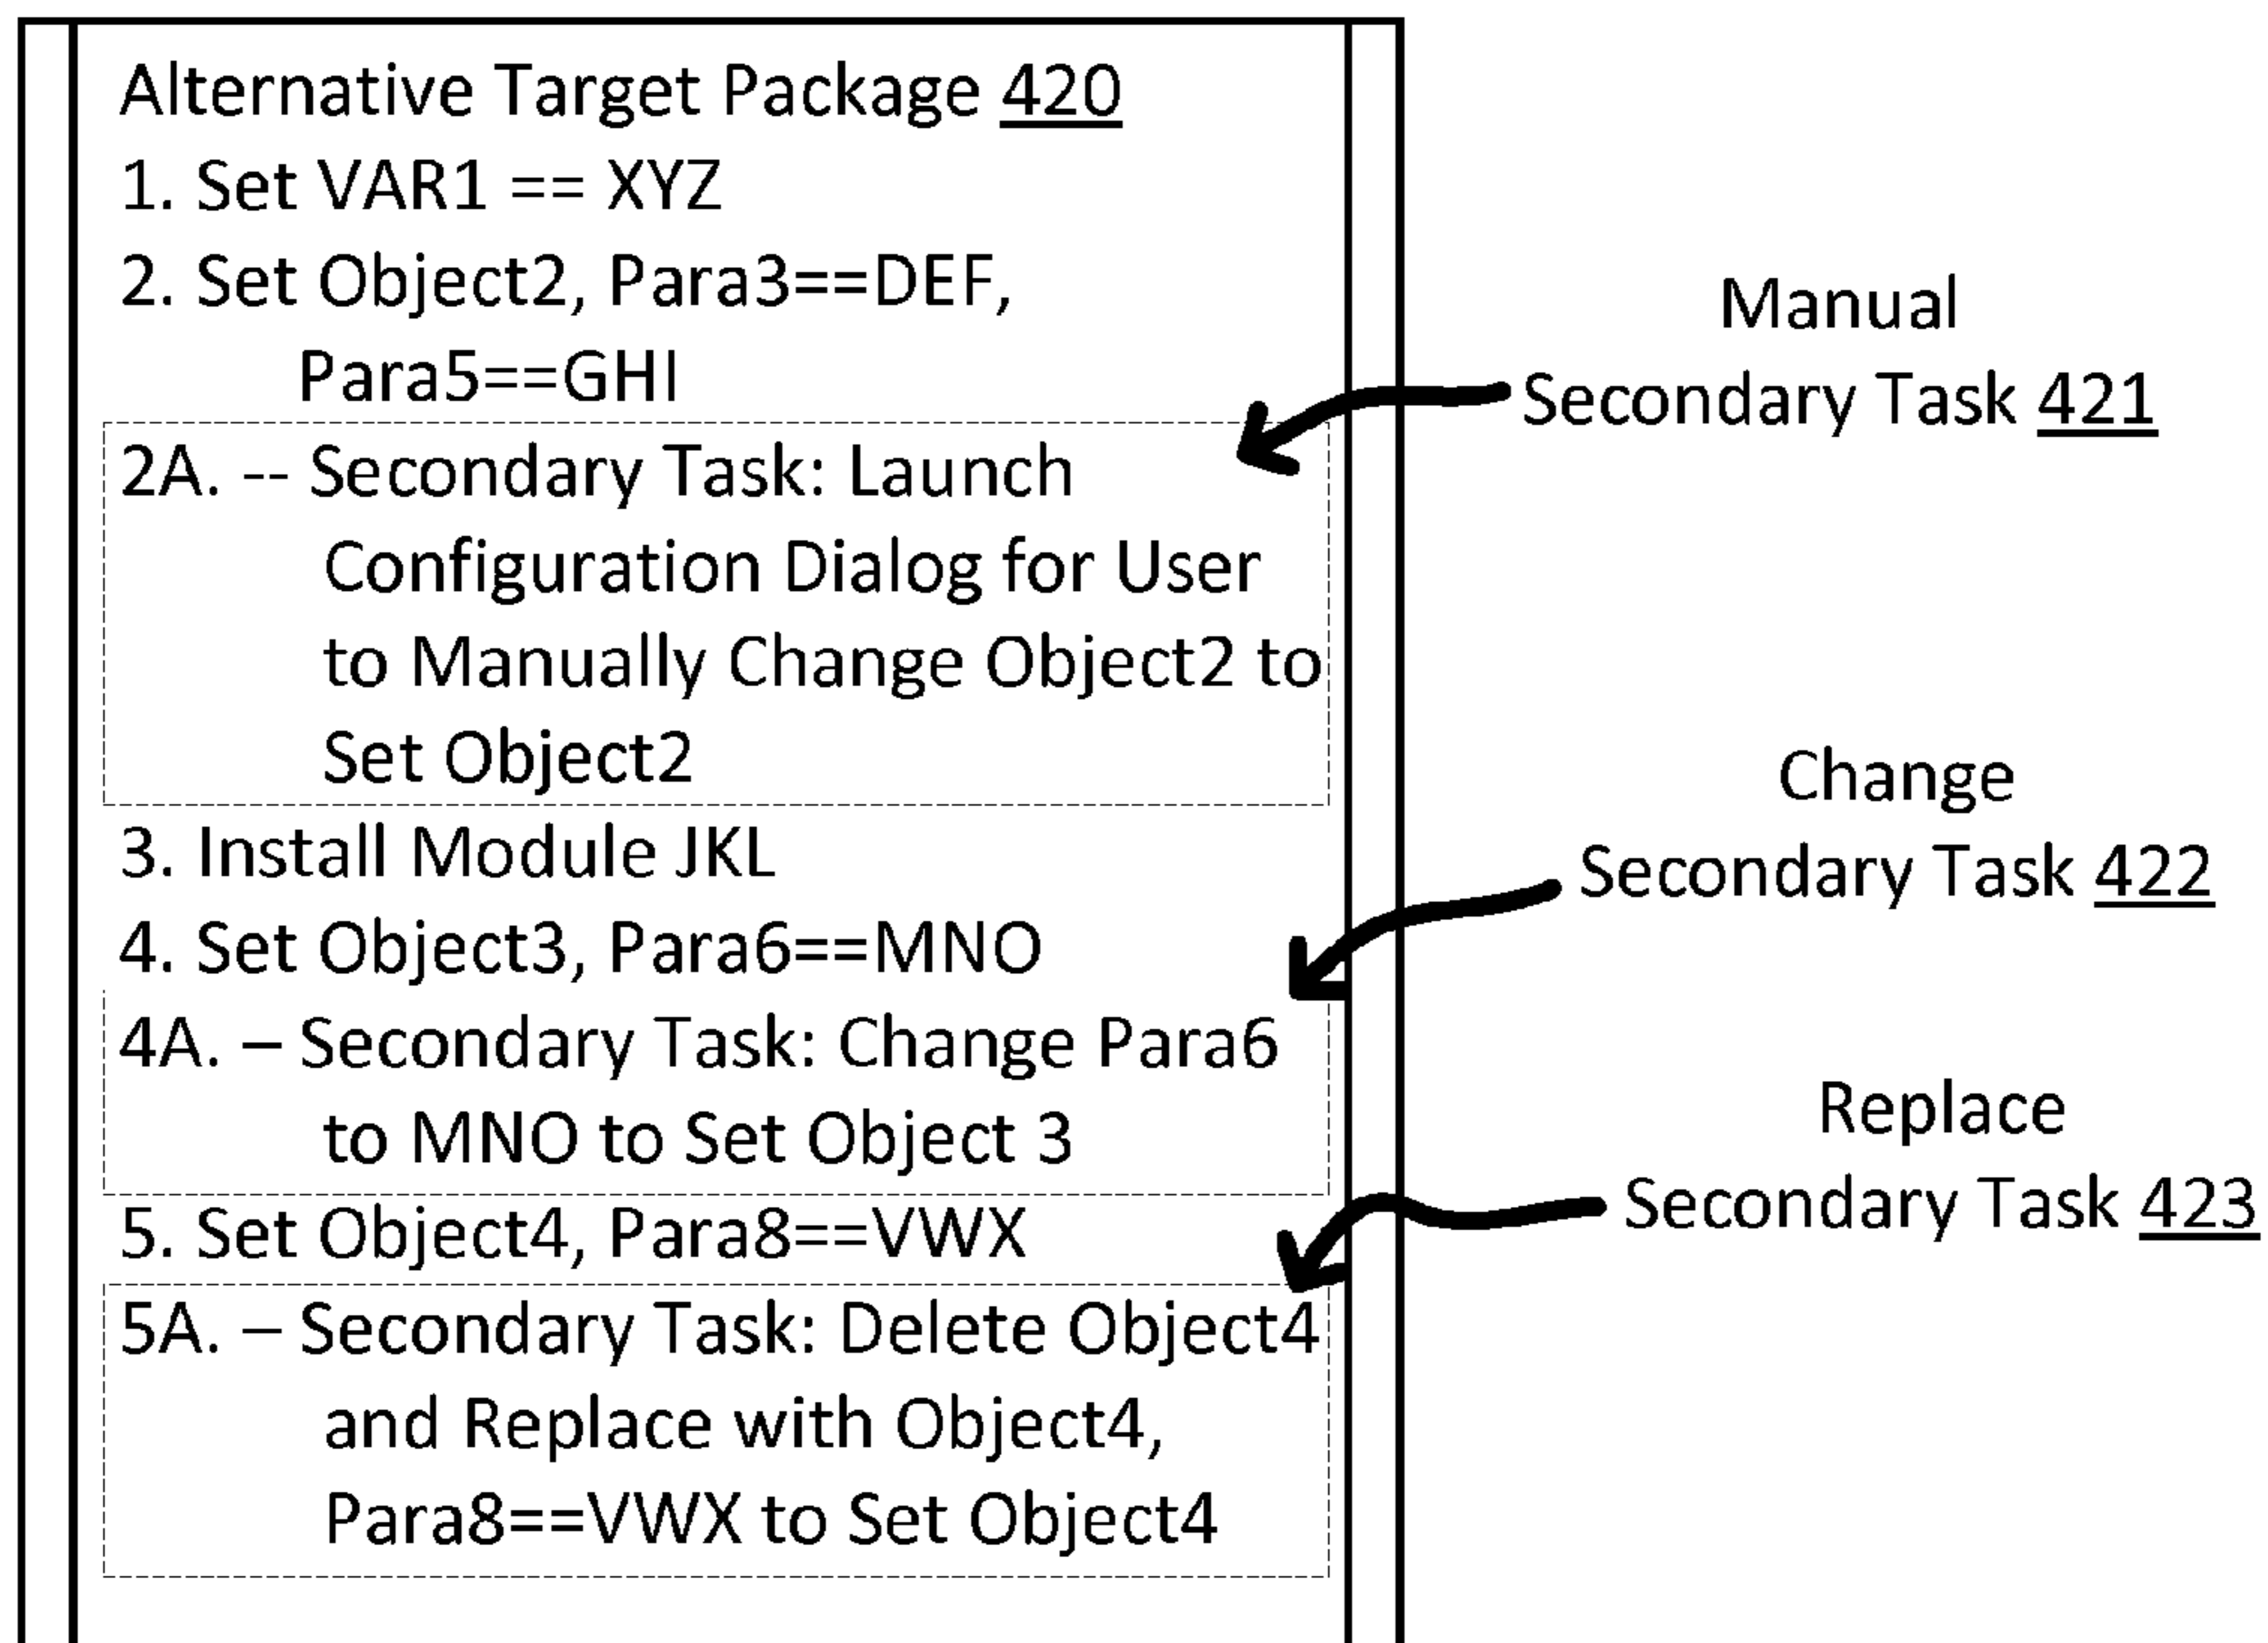 Alternative Target Package 420
1. Set VAR1 == XYZ
2. Set Object2, Para3==DEF,
Para5==GHI
2A. -- Secondary Task: Launch
Configuration Dialog for User
to Manually Change Object2 to
Set Object2
3. Install Module JKL
4. Set Object3, Para6==MNO
4A. – Secondary Task: Change Para6
to MNO to Set Object 3
5. Set Object4, Para8==VWX
5A. – Secondary Task: Delete Object4
and Replace with Object4,
Para8==VWX to Set Object4
Manual
Secondary Task 421
Change
Secondary Task 422
Replace
Secondary Task 423